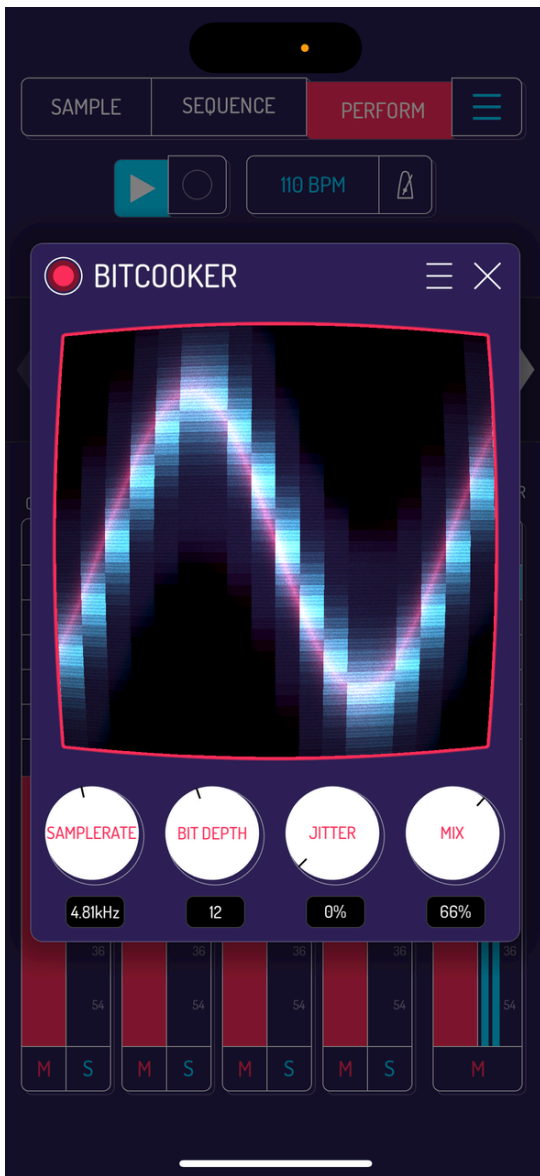 SAMPLE
SEQUENCE
PERFORM
110 BPM
BITCOOKER
R
SAMPLERATE
BIT DEPTH
JITTER
MIX
4.81kHz
12
0%
66%
36
36
36
36
36
54
54
54
54
54
M
S
M
S
M
S
M
S
M